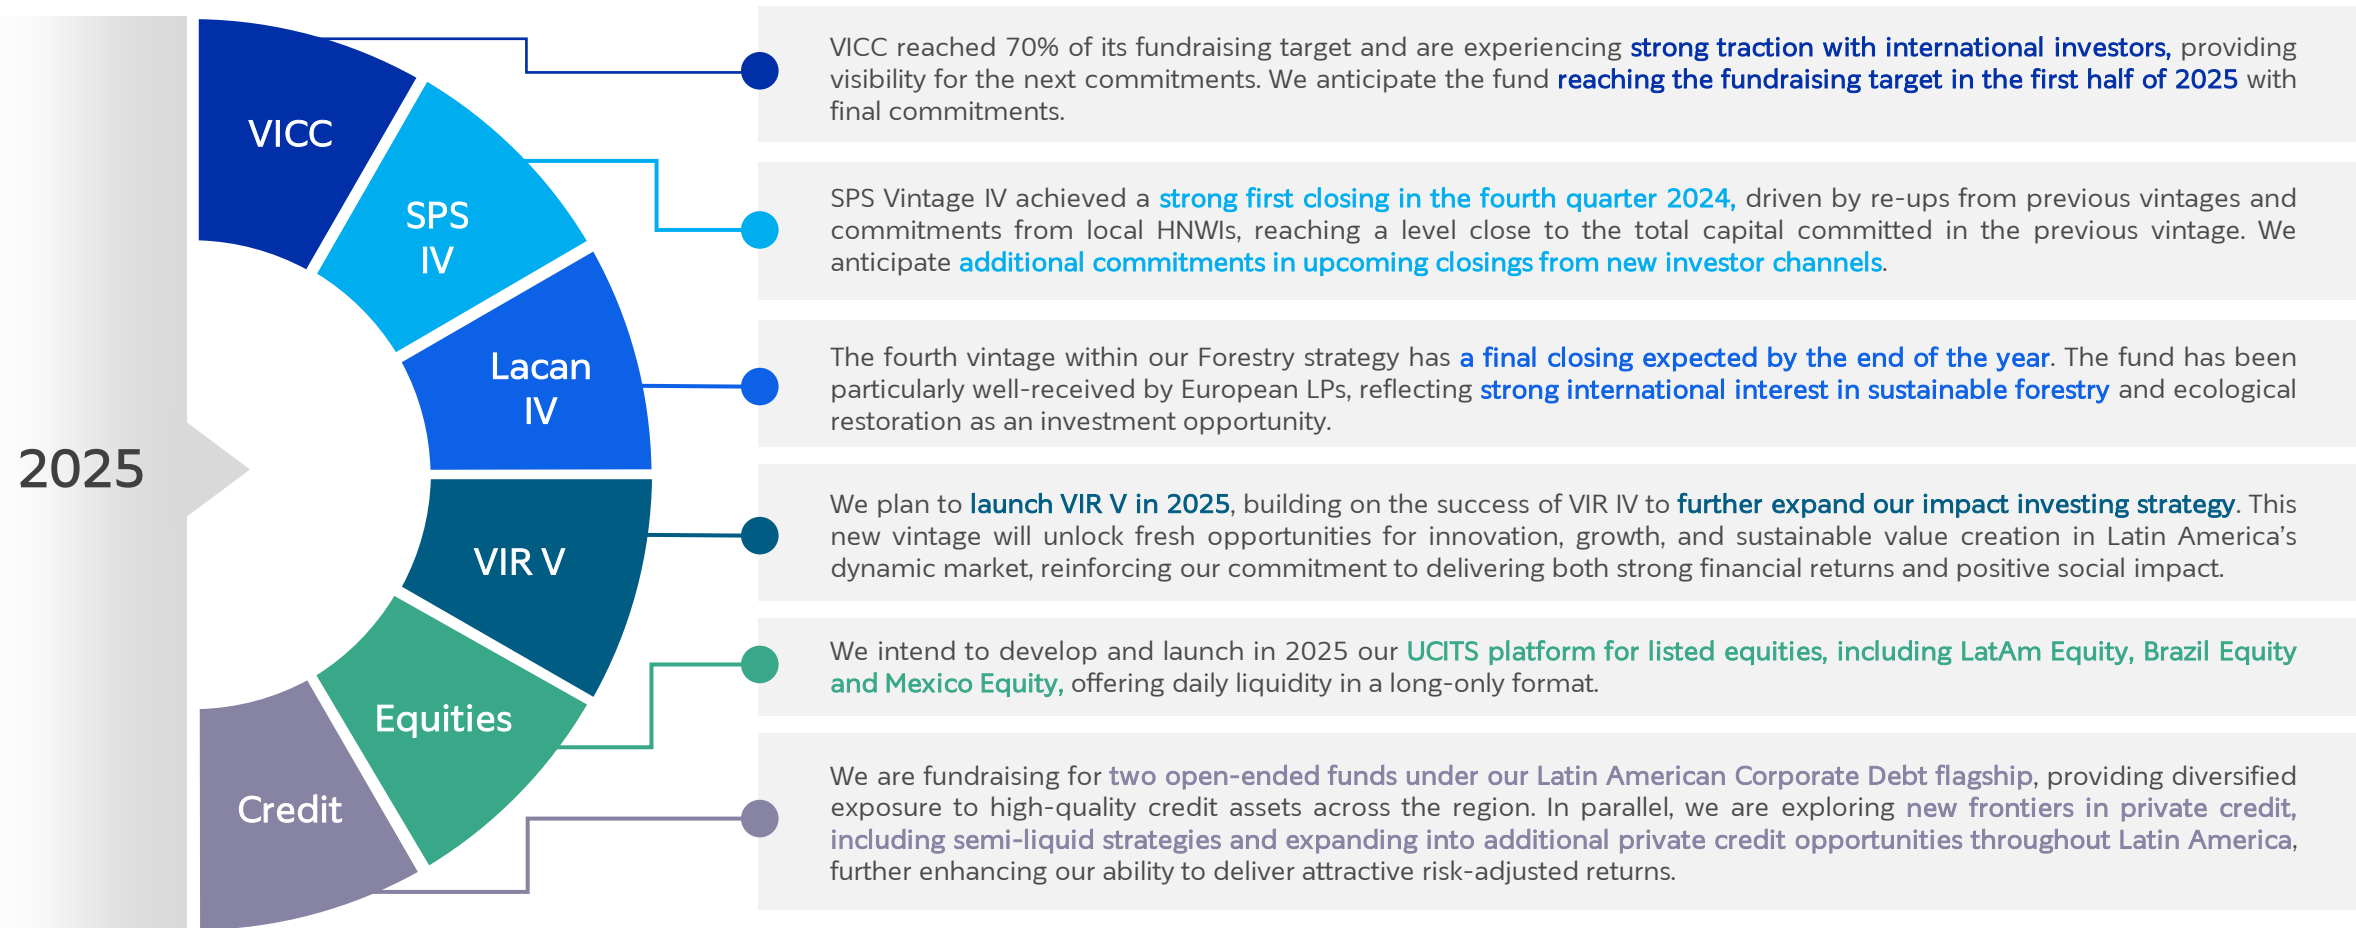 2025
VICC
VICC reached 70% of its fundraising target and are experiencing strong traction with international investors, providing
visibility for the next commitments. We anticipate the fund reaching the fundraising target in the first half of 2025 with
final commitments.
SPS
IV
SPS Vintage IV achieved a strong first closing in the fourth quarter 2024, driven by re-ups from previous vintages and
commitments from local HNWIs, reaching a level close to the total capital committed in the previous vintage. We
anticipate additional commitments in upcoming closings from new investor channels.
Lacan
IV
The fourth vintage within our Forestry strategy has a final closing expected by the end of the year. The fund has been
particularly well-received by European LPs, reflecting strong international interest in sustainable forestry and ecological
restoration as an investment opportunity.
VIR V
We plan to launch VIR V in 2025, building on the success of VIR IV to further expand our impact investing strategy. This
new vintage will unlock fresh opportunities for innovation, growth, and sustainable value creation in Latin America’s
dynamic market, reinforcing our commitment to delivering both strong financial returns and positive social impact.
Equities
We intend to develop and launch in 2025 our UCITS platform for listed equities, including LatAm Equity, Brazil Equity
and Mexico Equity, offering daily liquidity in a long-only format.
Credit
We are fundraising for two open-ended funds under our Latin American Corporate Debt flagship, providing diversified
exposure to high-quality credit assets across the region. In parallel, we are exploring new frontiers in private credit,
including semi-liquid strategies and expanding into additional private credit opportunities throughout Latin America,
further enhancing our ability to deliver attractive risk-adjusted returns.